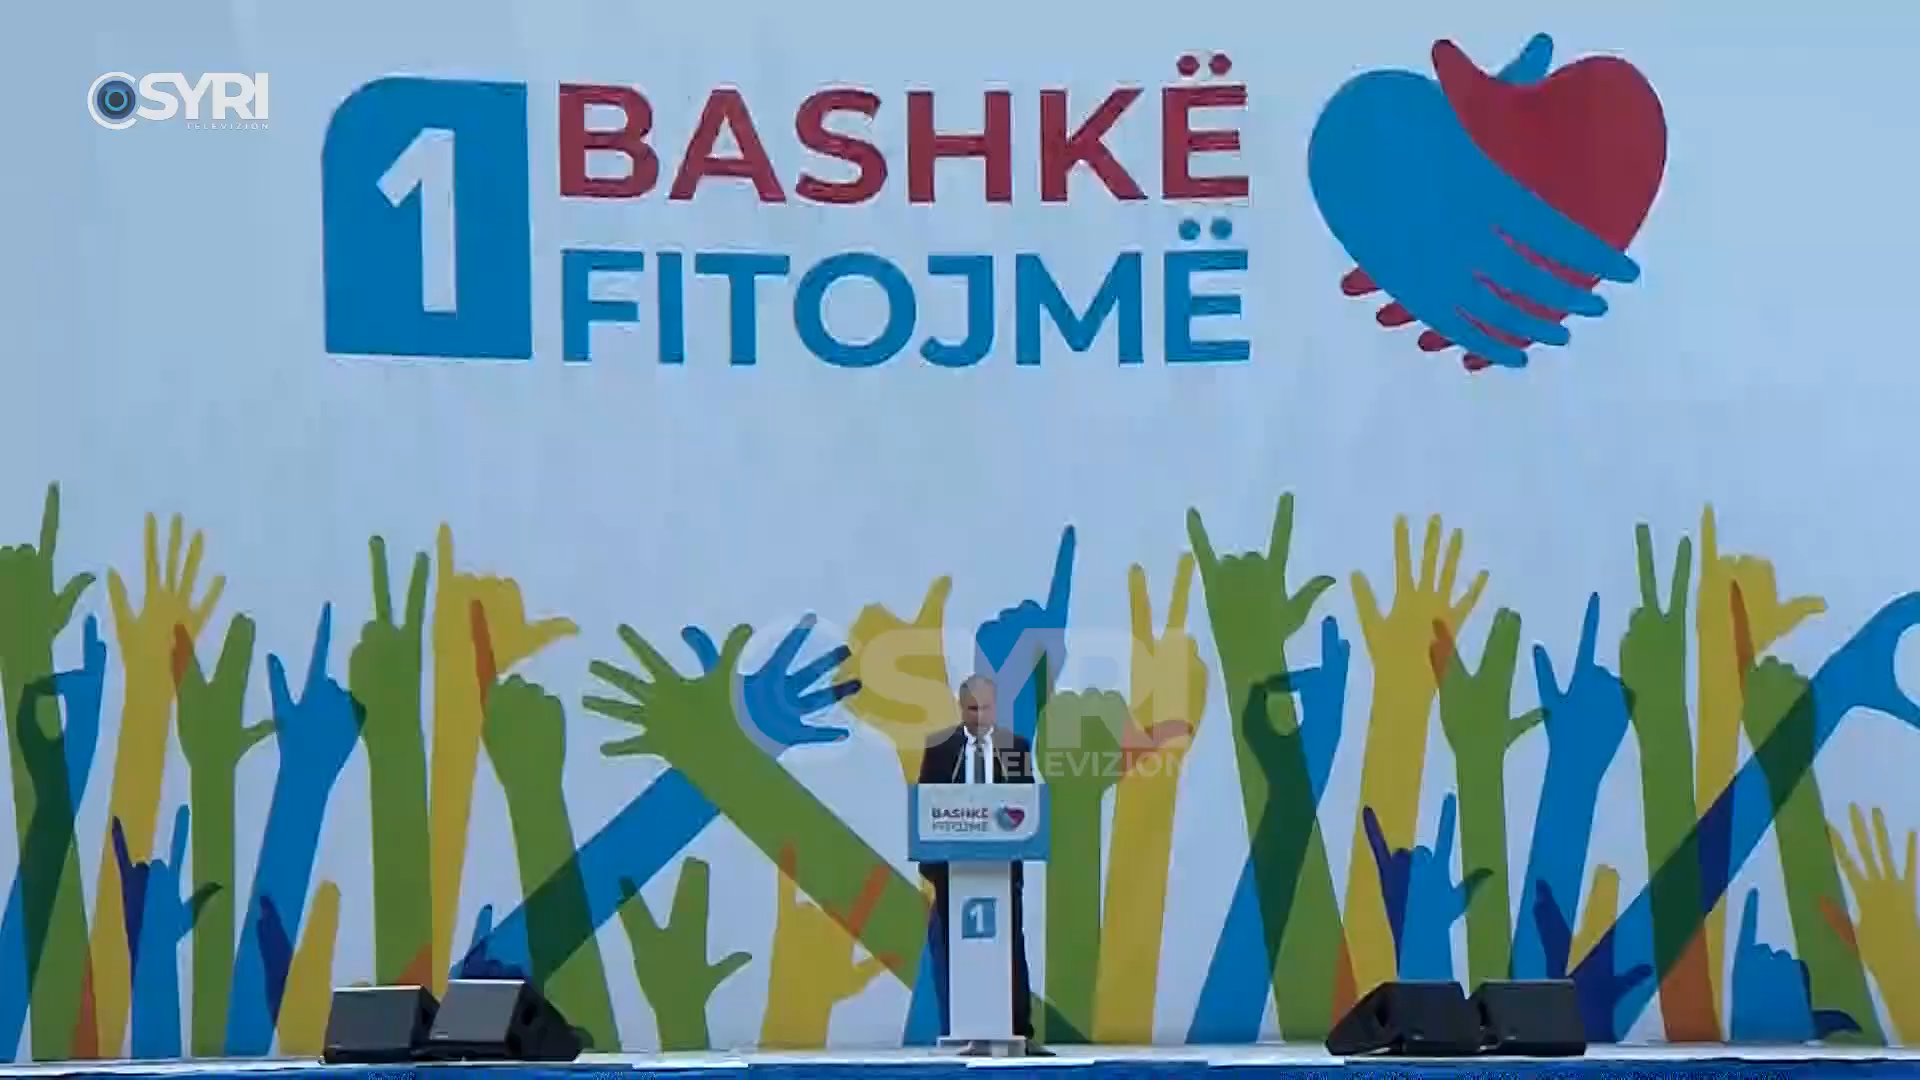 SYRI
TELEVIZION
1
BASHKË
FITOJMË
SYRI
TELEVIZION
BASHKË
FITOJMË
1